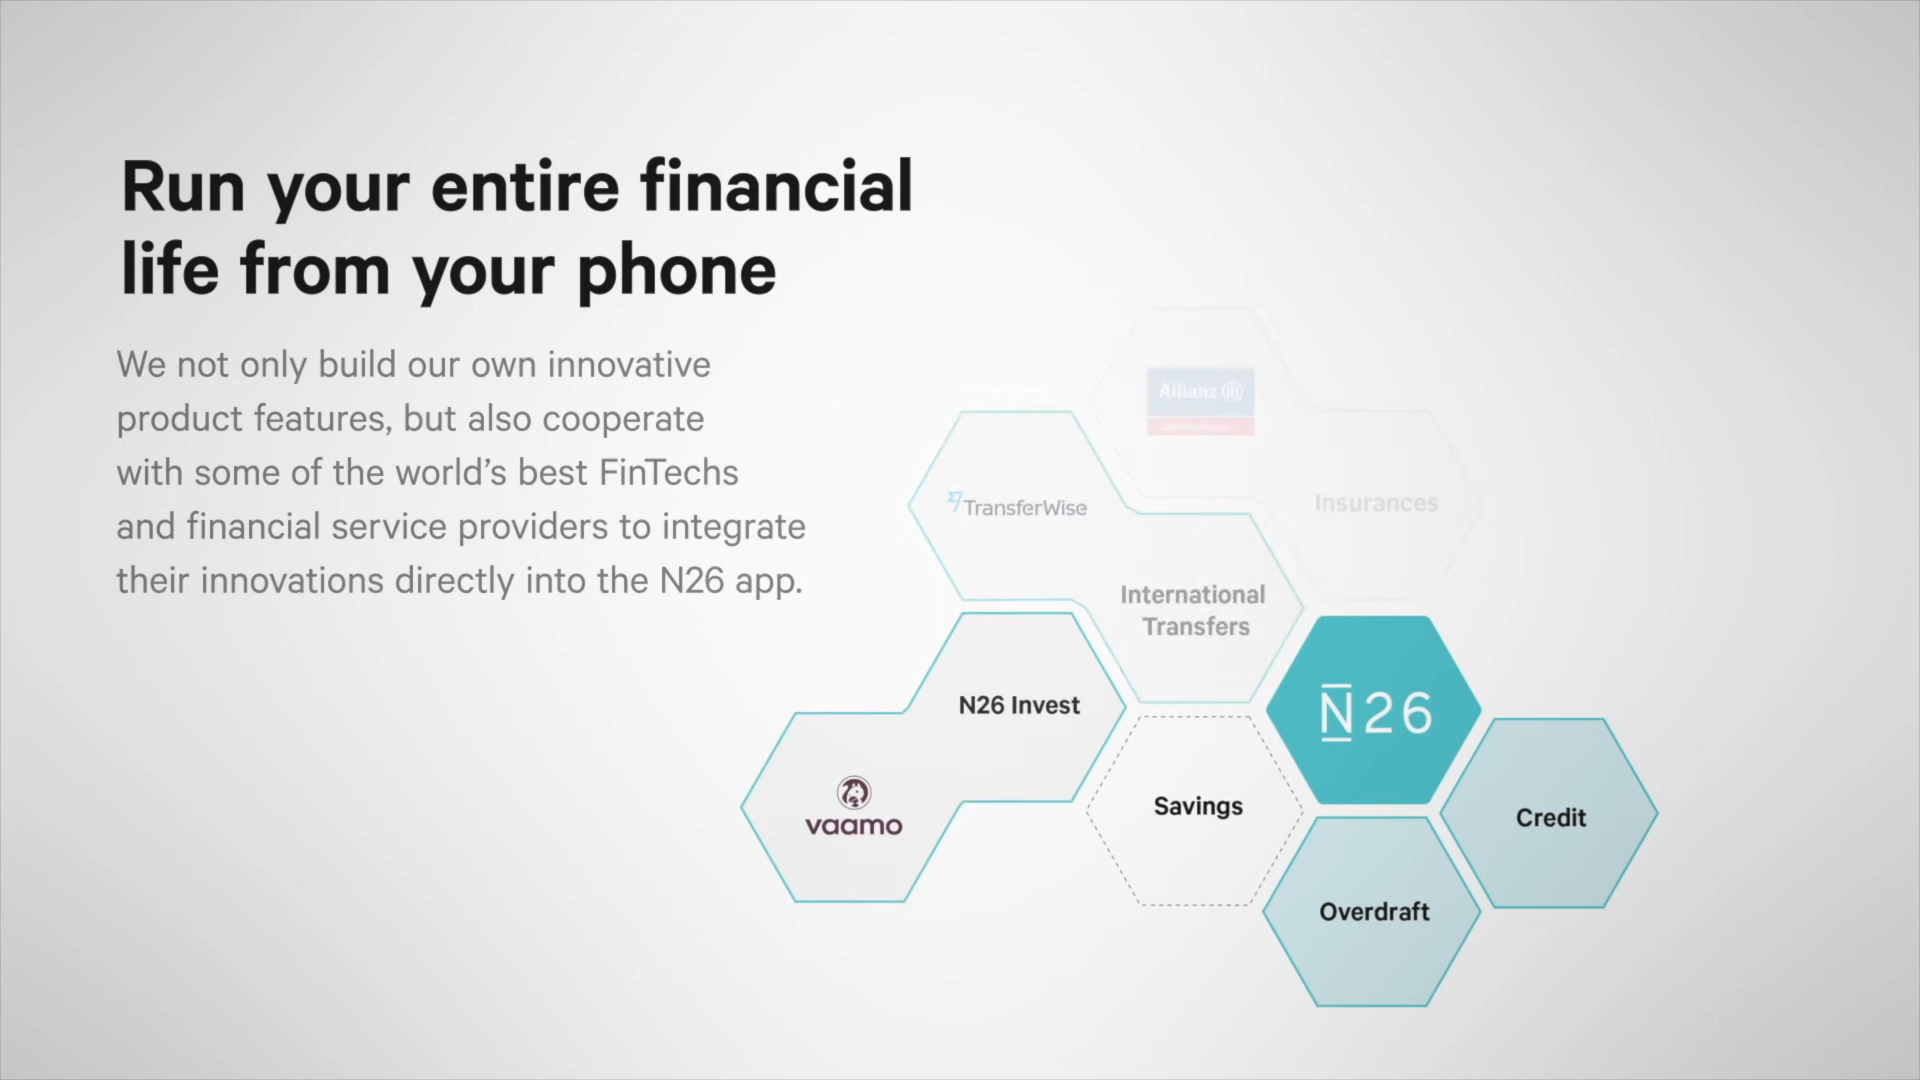 Run your entire financial
life from your phone
We not only build our own innovative
product features, but also cooperate
with some of the world’s best FinTechs
and financial service providers to integrate
their innovations directly into the N26 app.
Allianz
TransferWise
Insurances
International
Transfers
N26 Invest
N26
vaamo
Savings
Credit
Overdraft